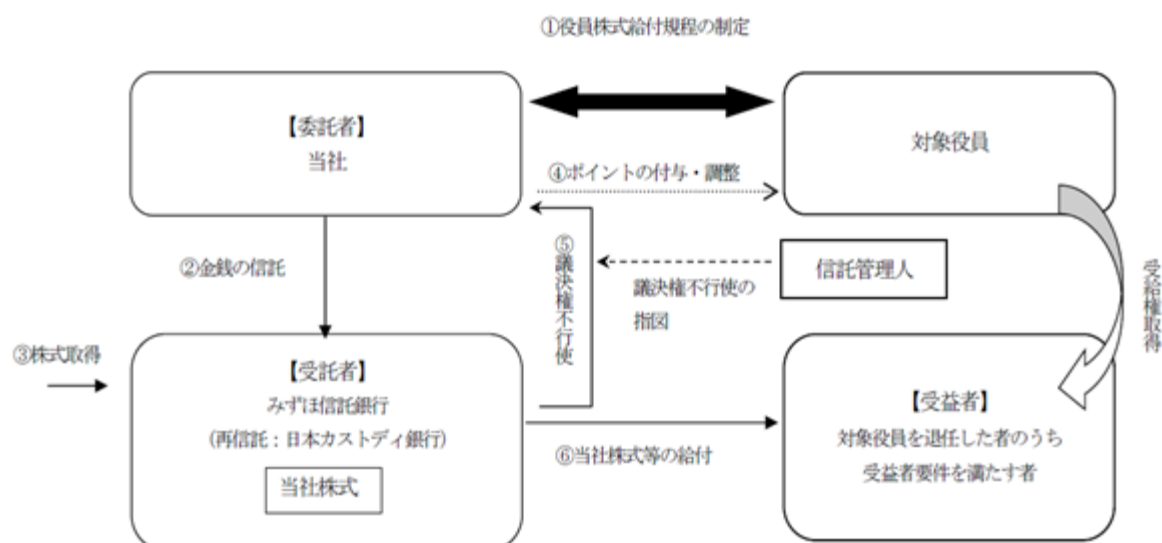 ①役員株式給付規程の制定
【委託者】
当社
対象役員
④ポイントの付与・調整
②金銭の信託
⑤議決権不行使
議決権不行使の
指図
信託管理人
受給権取得
③株式取得
【受託者】
みずほ信託銀行
(再信託：日本カストディ銀行)
当社株式
⑥当社株式等の給付
【受益者】
対象役員を退任した者のうち
受益者要件を満たす者